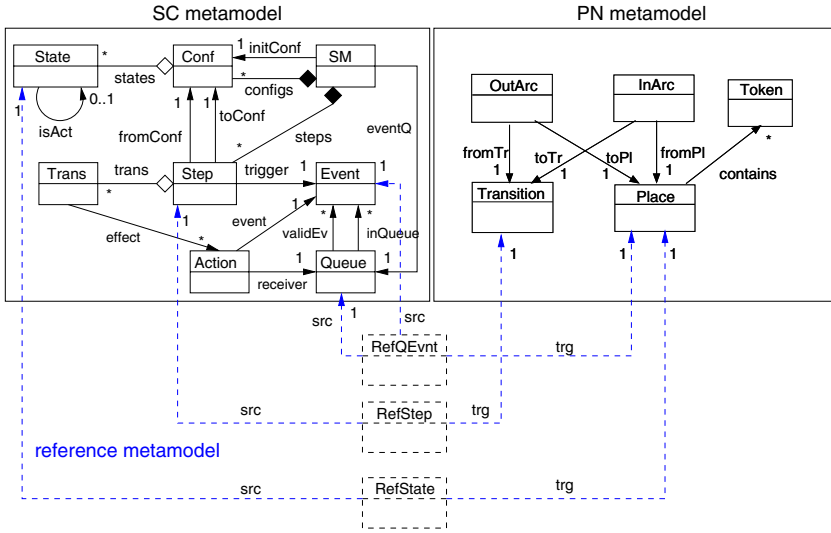 SC metamodel
PN metamodel
State
*
states
Conf
1
initConf
SM
*
configs
1
0..1
isAct
1
1
fromConf
toConf
*
steps
eventQ
OutArc
InArc
Token
*
fromTr
1
toTr
1
toPl
1
fromPl
1
contains
Trans
*
trans
Step
trigger
1
Event
1
Transition
Place
1
effect
*
event
1
validEv
*
*
inQueue
Action
1
receiver
Queue
1
1
1
1
1
src
src
RefQEvnt
trg
src
RefStep
trg
reference metamodel
src
RefState
trg